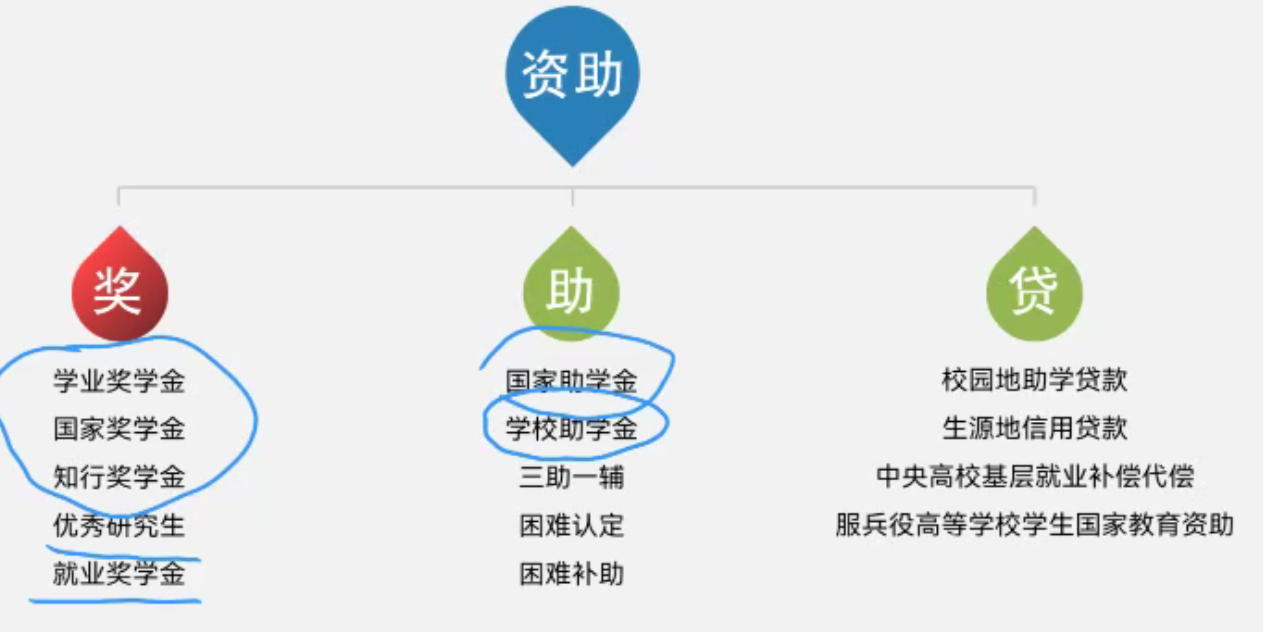 资助
奖
助
贷
学业奖学金
国家奖学金
知行奖学金
优秀研究生
就业奖学金
国家助学金
学校助学金
三助一辅
困难认定
困难补助
校园地助学贷款
生源地信用贷款
中央高校基层就业补偿代偿
服兵役高等学校学生国家教育资助